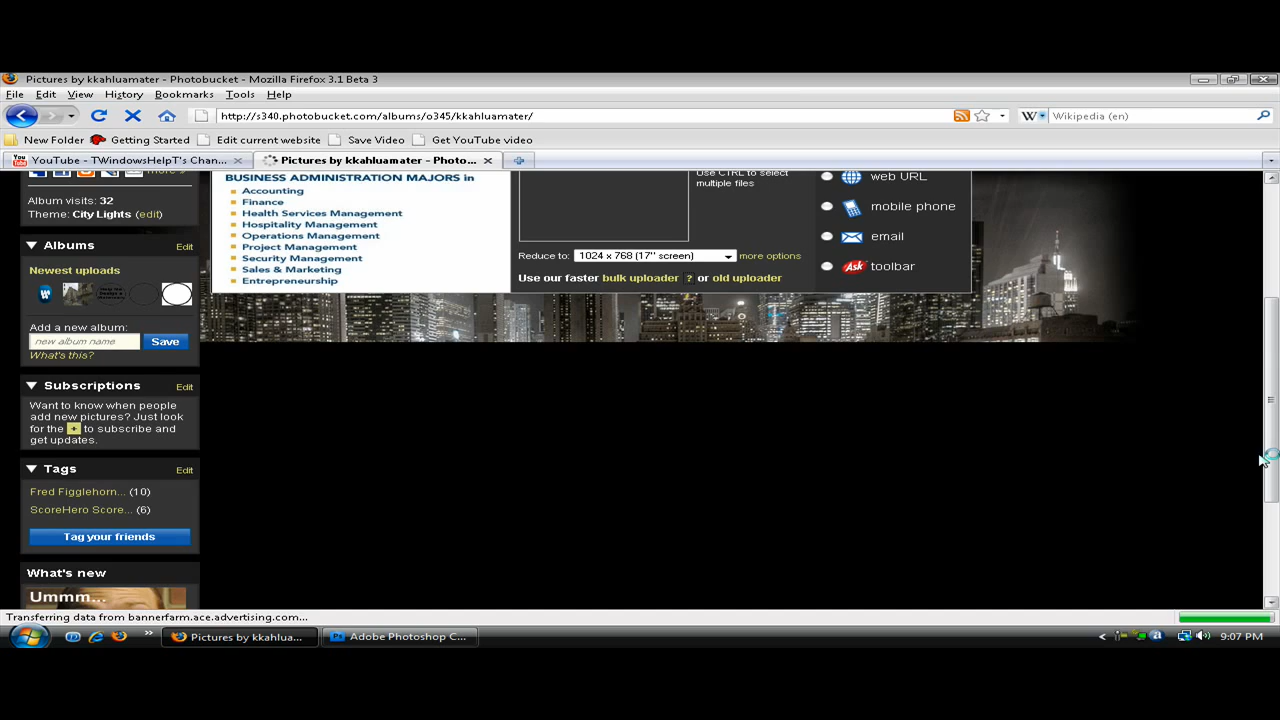 Pictures by kkahluamater - Photobucket - Mozilla Firefox 3.1 Beta 3
File Edit View History Bookmarks Tools Help
http://s340.photobucket.com/albums/o345/kkahluamater/
W Wikipedia (en)
New Folder Getting Started Edit current website Save Video Get YouTube video
You Tube YouTube - TWindowsHelpT's Chan... Pictures by kkahluamater - Photo...
more »
Album visits: 32
Theme: City Lights (edit)
Albums Edit
Newest uploads
Add a new album:
new album name Save
What's this?
Subscriptions Edit
Want to know when people
add new pictures? Just look
for the + to subscribe and
get updates.
Tags Edit
Fred Figglehorn... (10)
ScoreHero Score... (6)
Tag your friends
What's new
Ummm...
BUSINESS ADMINISTRATION MAJORS in
Accounting
Finance
Health Services Management
Hospitality Management
Operations Management
Project Management
Security Management
Sales & Marketing
Entrepreneurship
Use CTRL to select
multiple files
Reduce to: 1024 x 768 (17" screen) more options
Use our faster bulk uploader ? or old uploader
web URL
mobile phone
email
Ask toolbar
Transferring data from bannerfarm.ace.advertising.com...
» Pictures by kkahlua... Ps Adobe Photoshop C... < a 9:07 PM